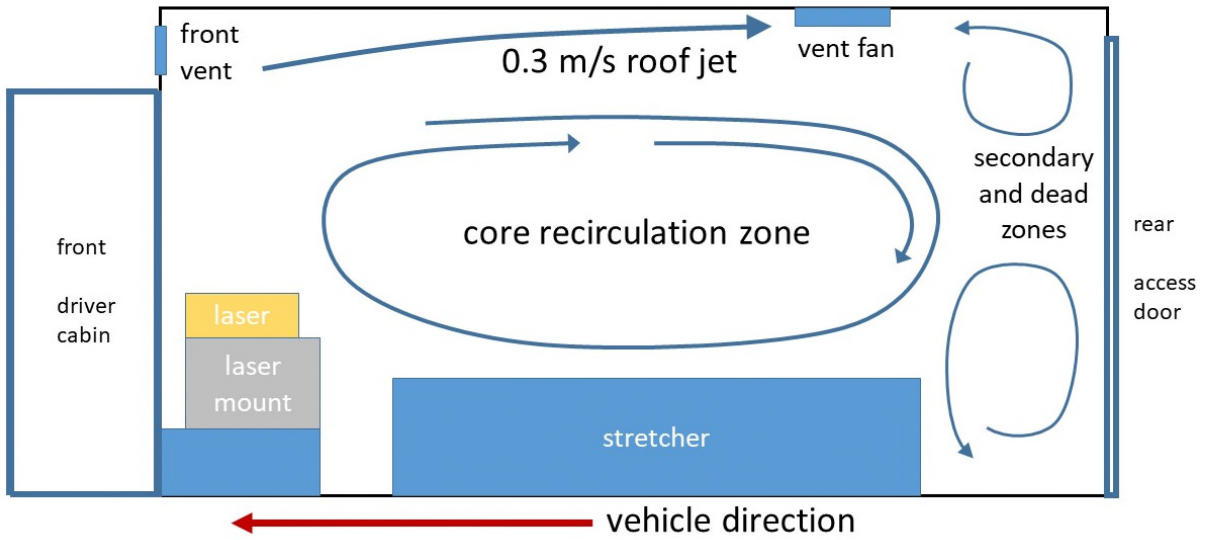 front
vent
0.3 m/s roof jet
vent fan
secondary
and dead
zones
core recirculation zone
rear
access
door
front
driver
cabin
laser
laser
mount
stretcher
vehicle direction